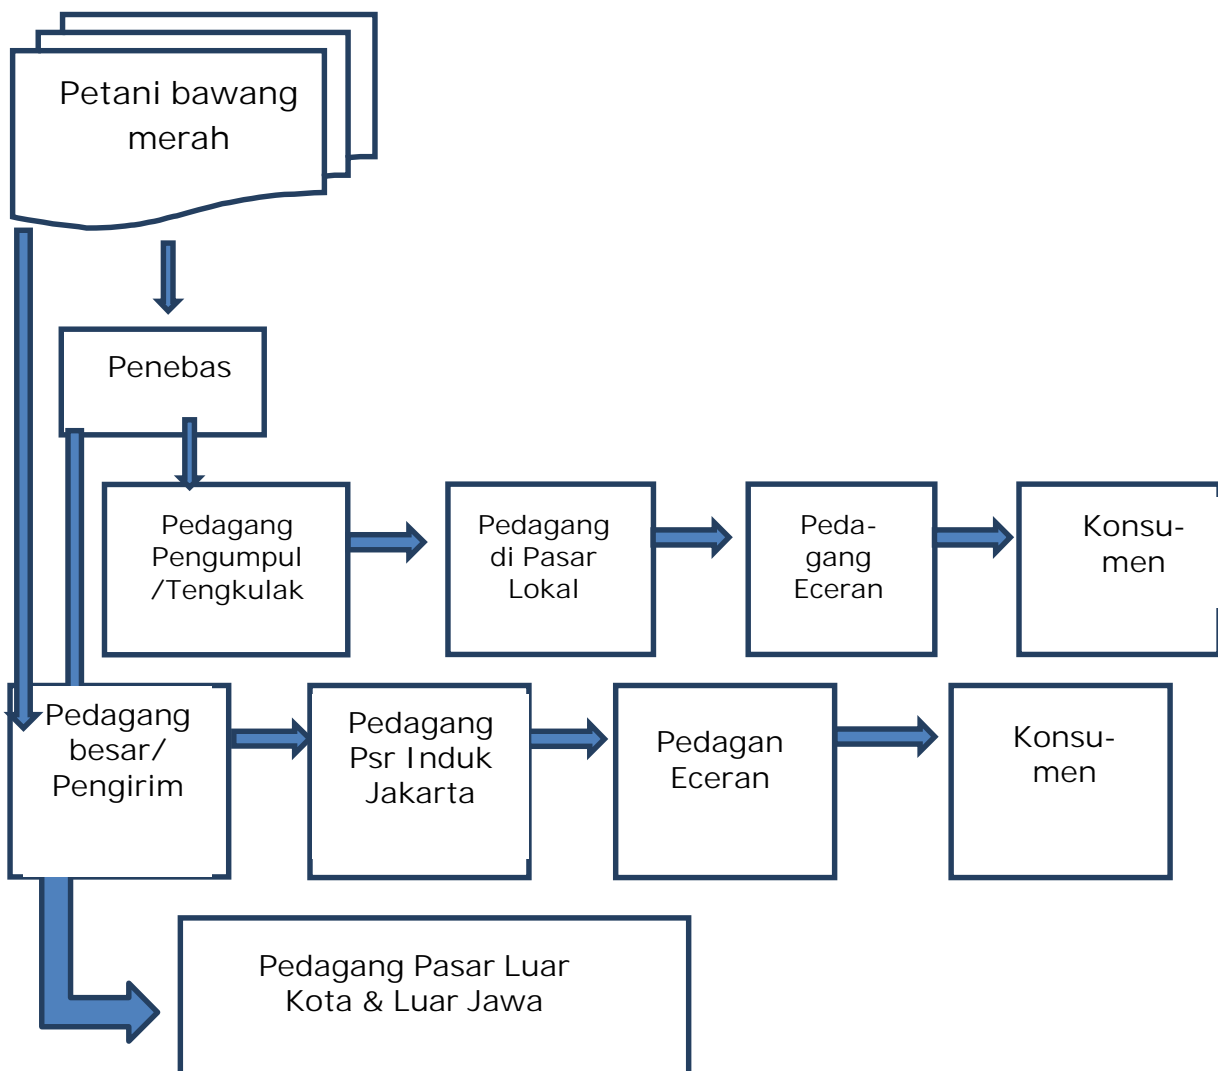 Petani bawang
merah
Penebas
Pedagang
Pengumpul
/Tengkulak
Pedagang
di Pasar
Lokal
Peda-
gang
Eceran
Konsu-
men
Pedagang
besar/
Pengirim
Pedagang
Psr Induk
Jakarta
Pedagan
Eceran
Konsu-
men
Pedagang Pasar Luar
Kota & Luar Jawa